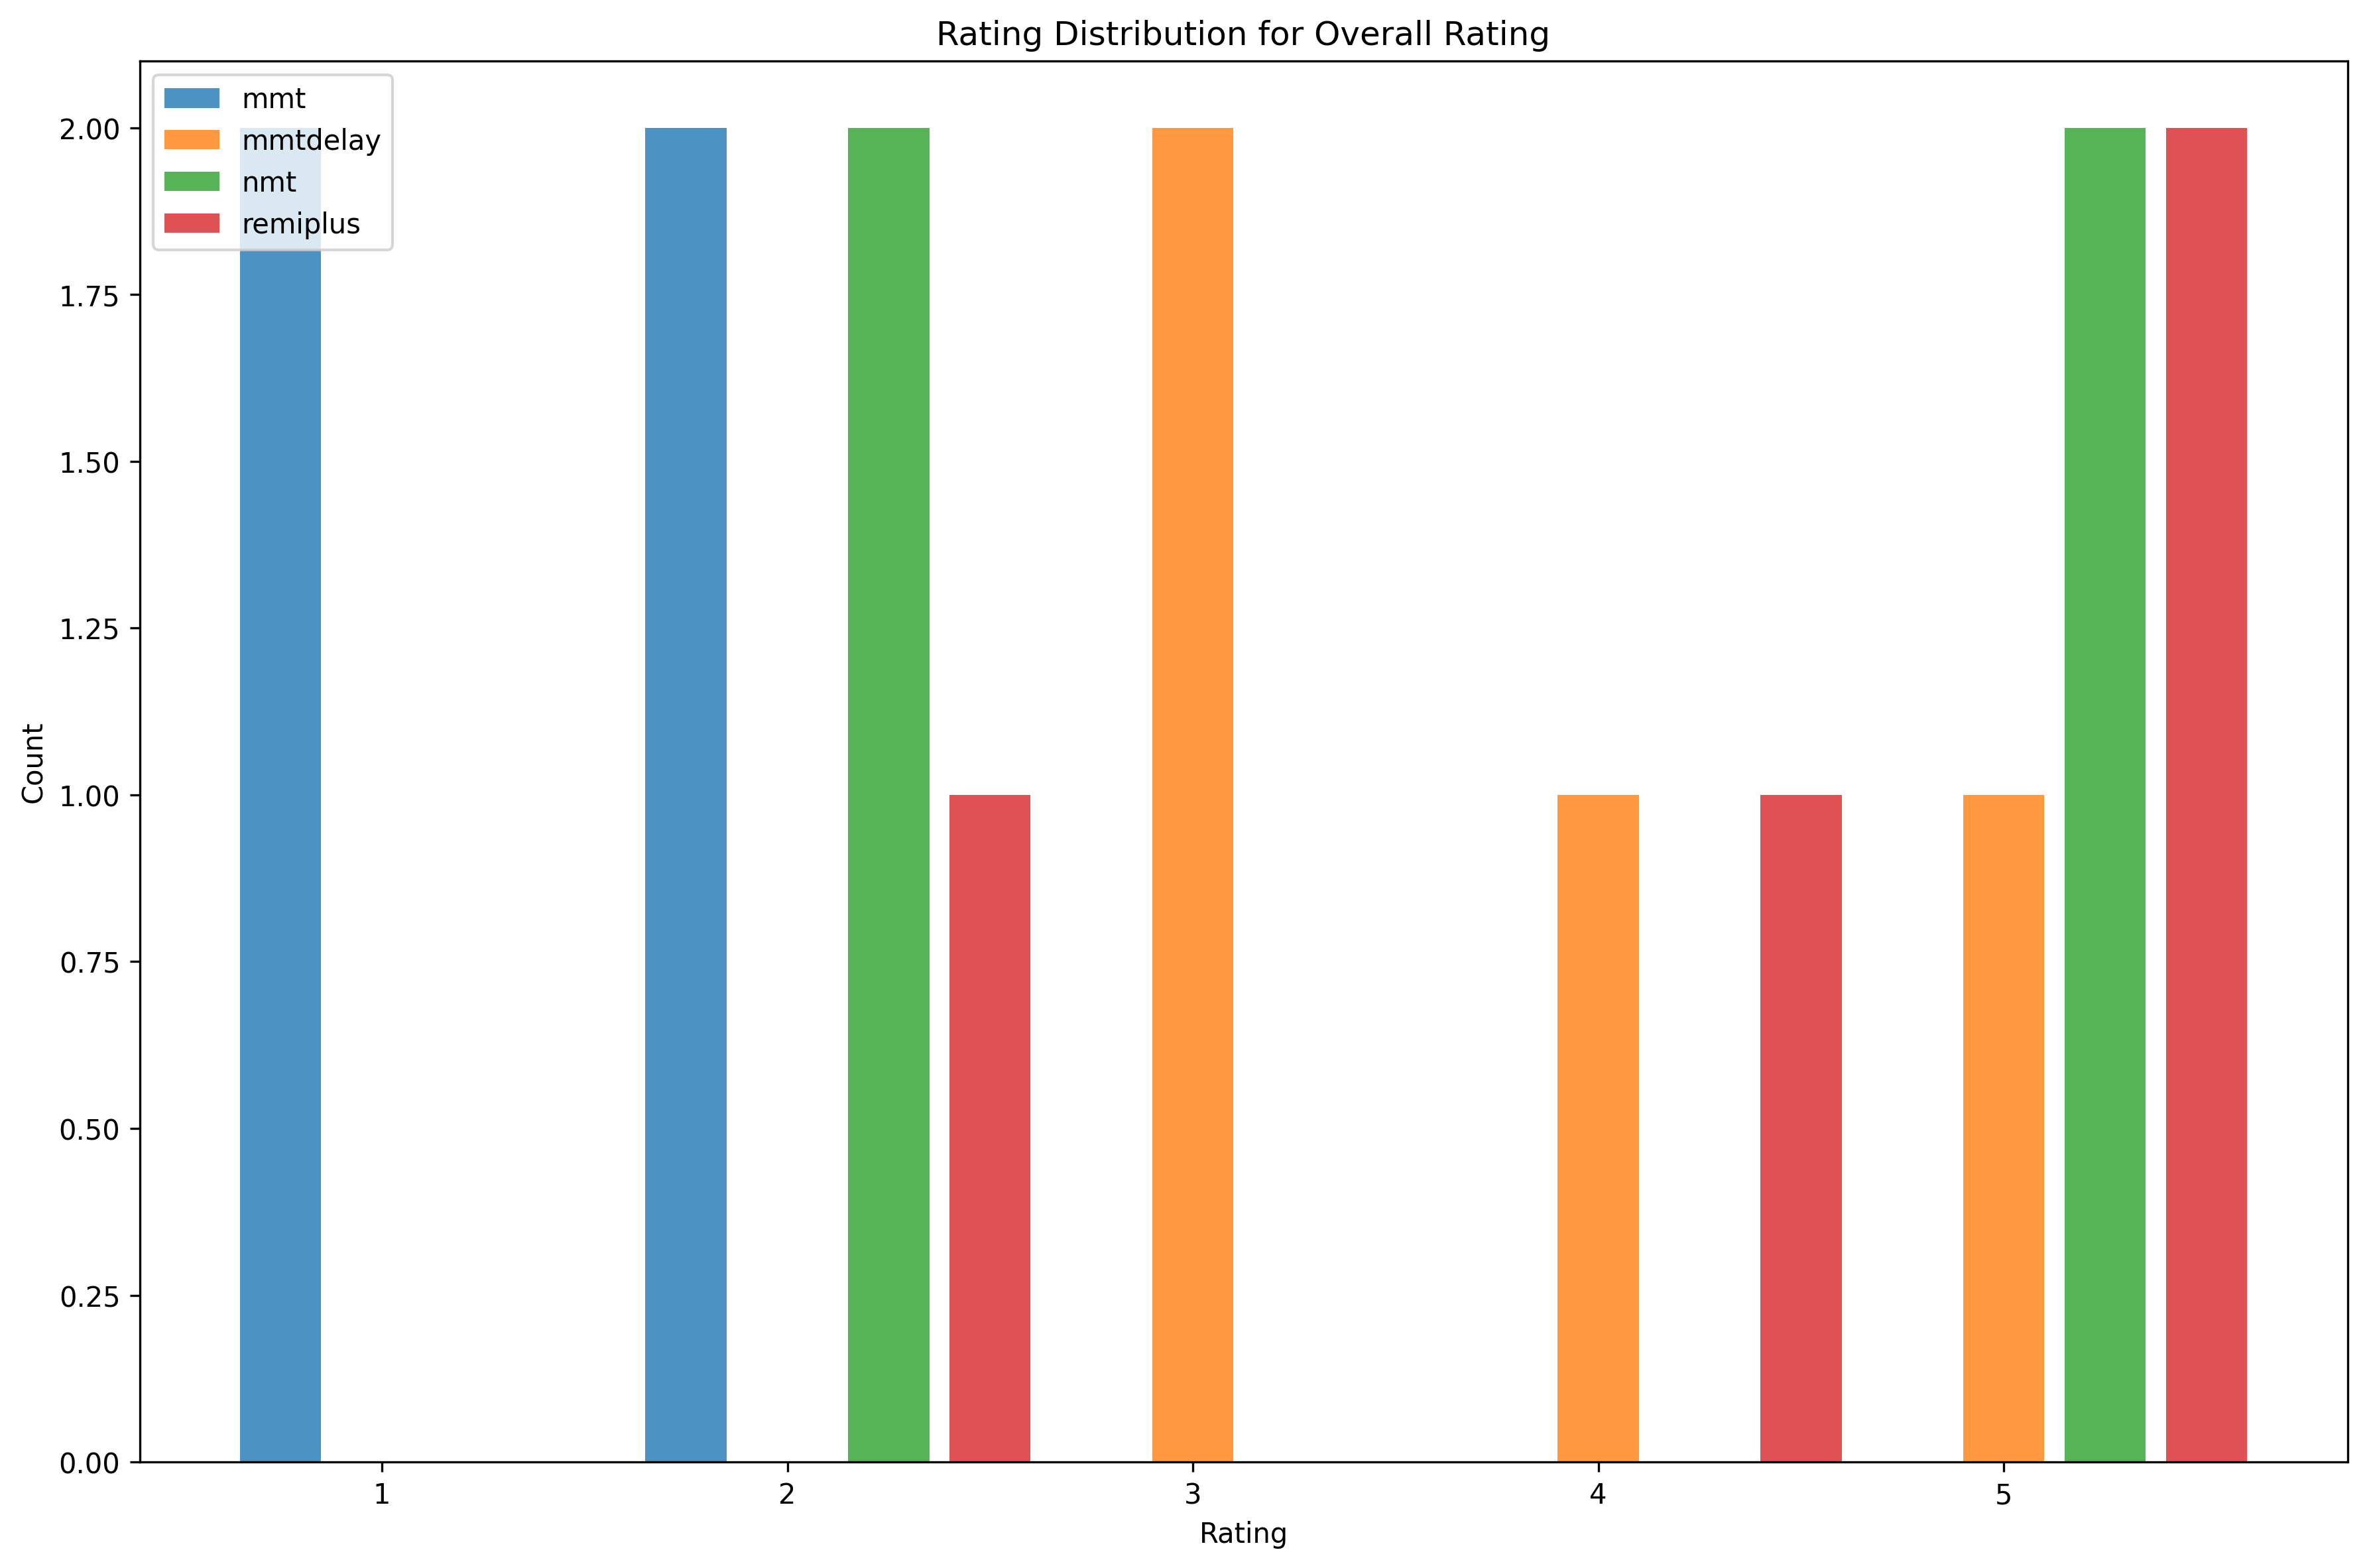 Rating Distribution for Overall Rating
mmt
mmtdelay
nmt
remiplus
2.00
1.75
1.50
1.25
1.00
0.75
0.50
0.25
0.00
Count
1 2 3 4 5
Rating